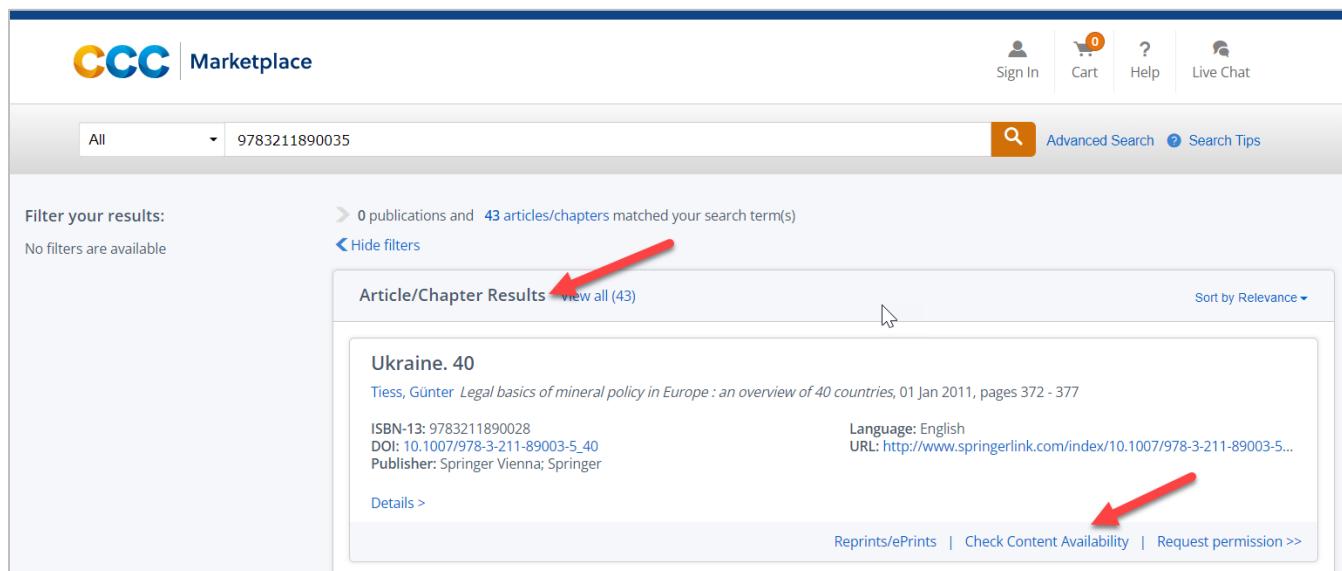 CCC Marketplace
0
Sign In Cart ? Help Live Chat
All 9783211890035 Advanced Search ? Search Tips
Filter your results:
No filters are available
0 publications and 43 articles/chapters matched your search term(s)
Hide filters
Article/Chapter Results View all (43) Sort by Relevance
Ukraine. 40
Tiess, Günter Legal basics of mineral policy in Europe : an overview of 40 countries, 01 Jan 2011, pages 372 - 377
ISBN-13: 9783211890028 Language: English
DOI: 10.1007/978-3-211-89003-5_40 URL: http://www.springerlink.com/index/10.1007/978-3-211-89003-5...
Publisher: Springer Vienna; Springer
Details >
Reprints/ePrints | Check Content Availability | Request permission >>